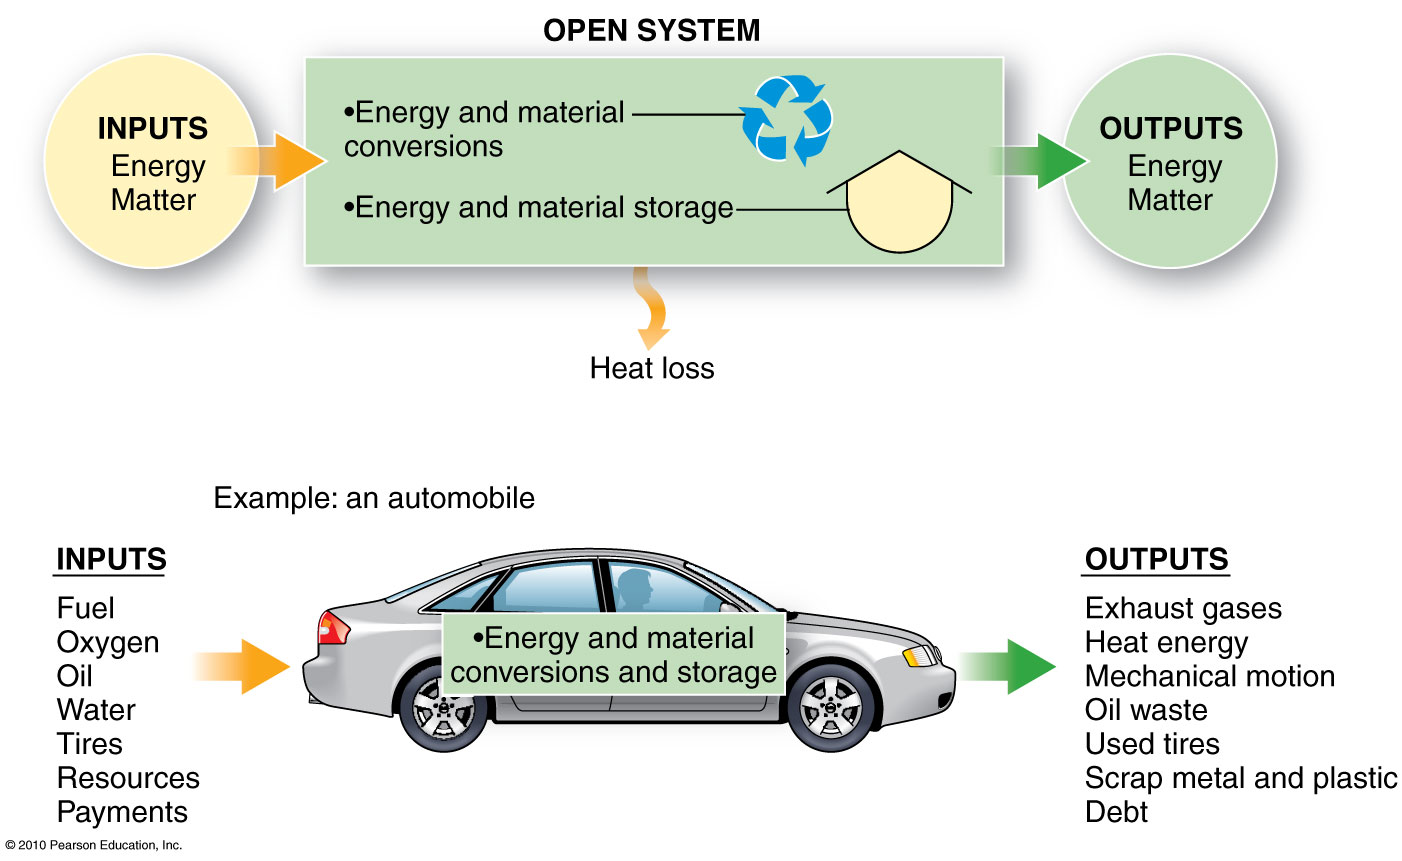 OPEN SYSTEM
INPUTS
Energy
Matter
•Energy and material
conversions
•Energy and material storage
OUTPUTS
Energy
Matter
Heat loss
Example: an automobile
INPUTS
Fuel
Oxygen
Oil
Water
Tires
Resources
Payments
•Energy and material
conversions and storage
OUTPUTS
Exhaust gases
Heat energy
Mechanical motion
Oil waste
Used tires
Scrap metal and plastic
Debt
© 2010 Pearson Education, Inc.